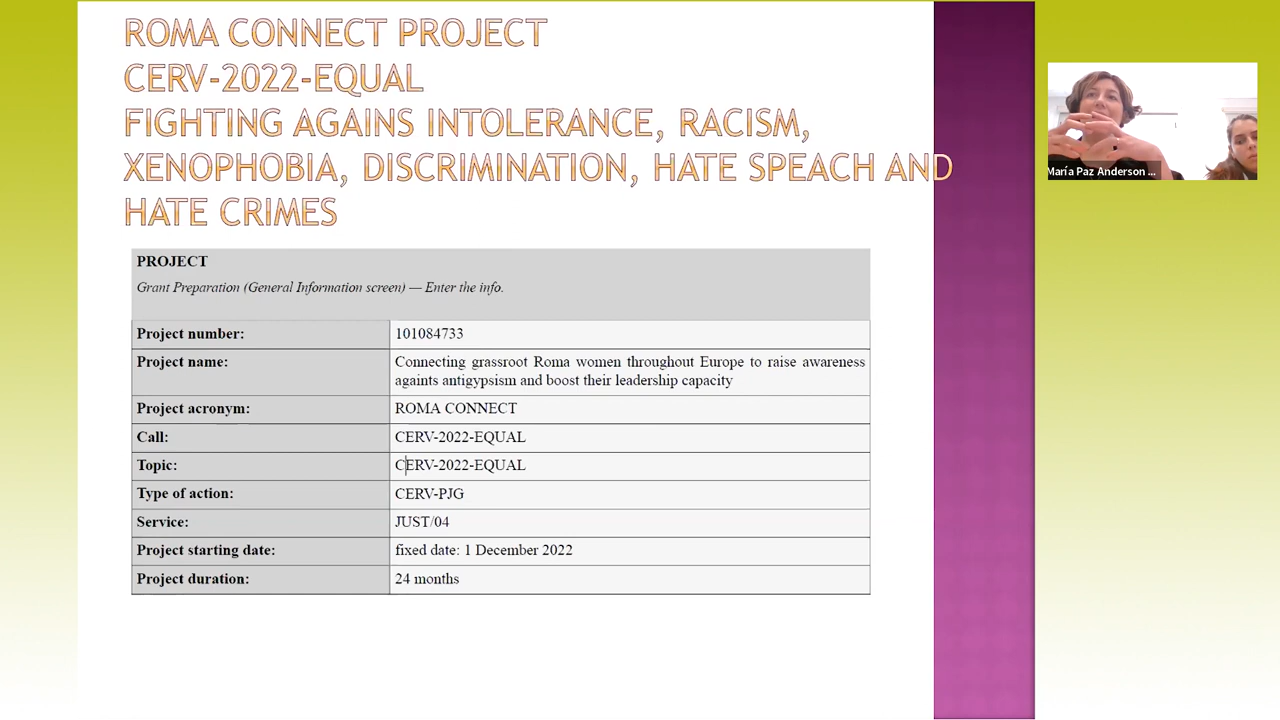 ROMA CONNECT PROJECT
CERV-2022-EQUAL
FIGHTING AGAINS INTOLERANCE, RACISM,
XENOPHOBIA, DISCRIMINATION, HATE SPEACH AND
HATE CRIMES
María Paz Anderson ...
PROJECT
Grant Preparation (General Information screen) — Enter the info.
Project number: 101084733
Project name: Connecting grassroot Roma women throughout Europe to raise awareness
againts antigypsism and boost their leadership capacity
Project acronym: ROMA CONNECT
Call: CERV-2022-EQUAL
Topic: CERV-2022-EQUAL
Type of action: CERV-PJG
Service: JUST/04
Project starting date: fixed date: 1 December 2022
Project duration: 24 months